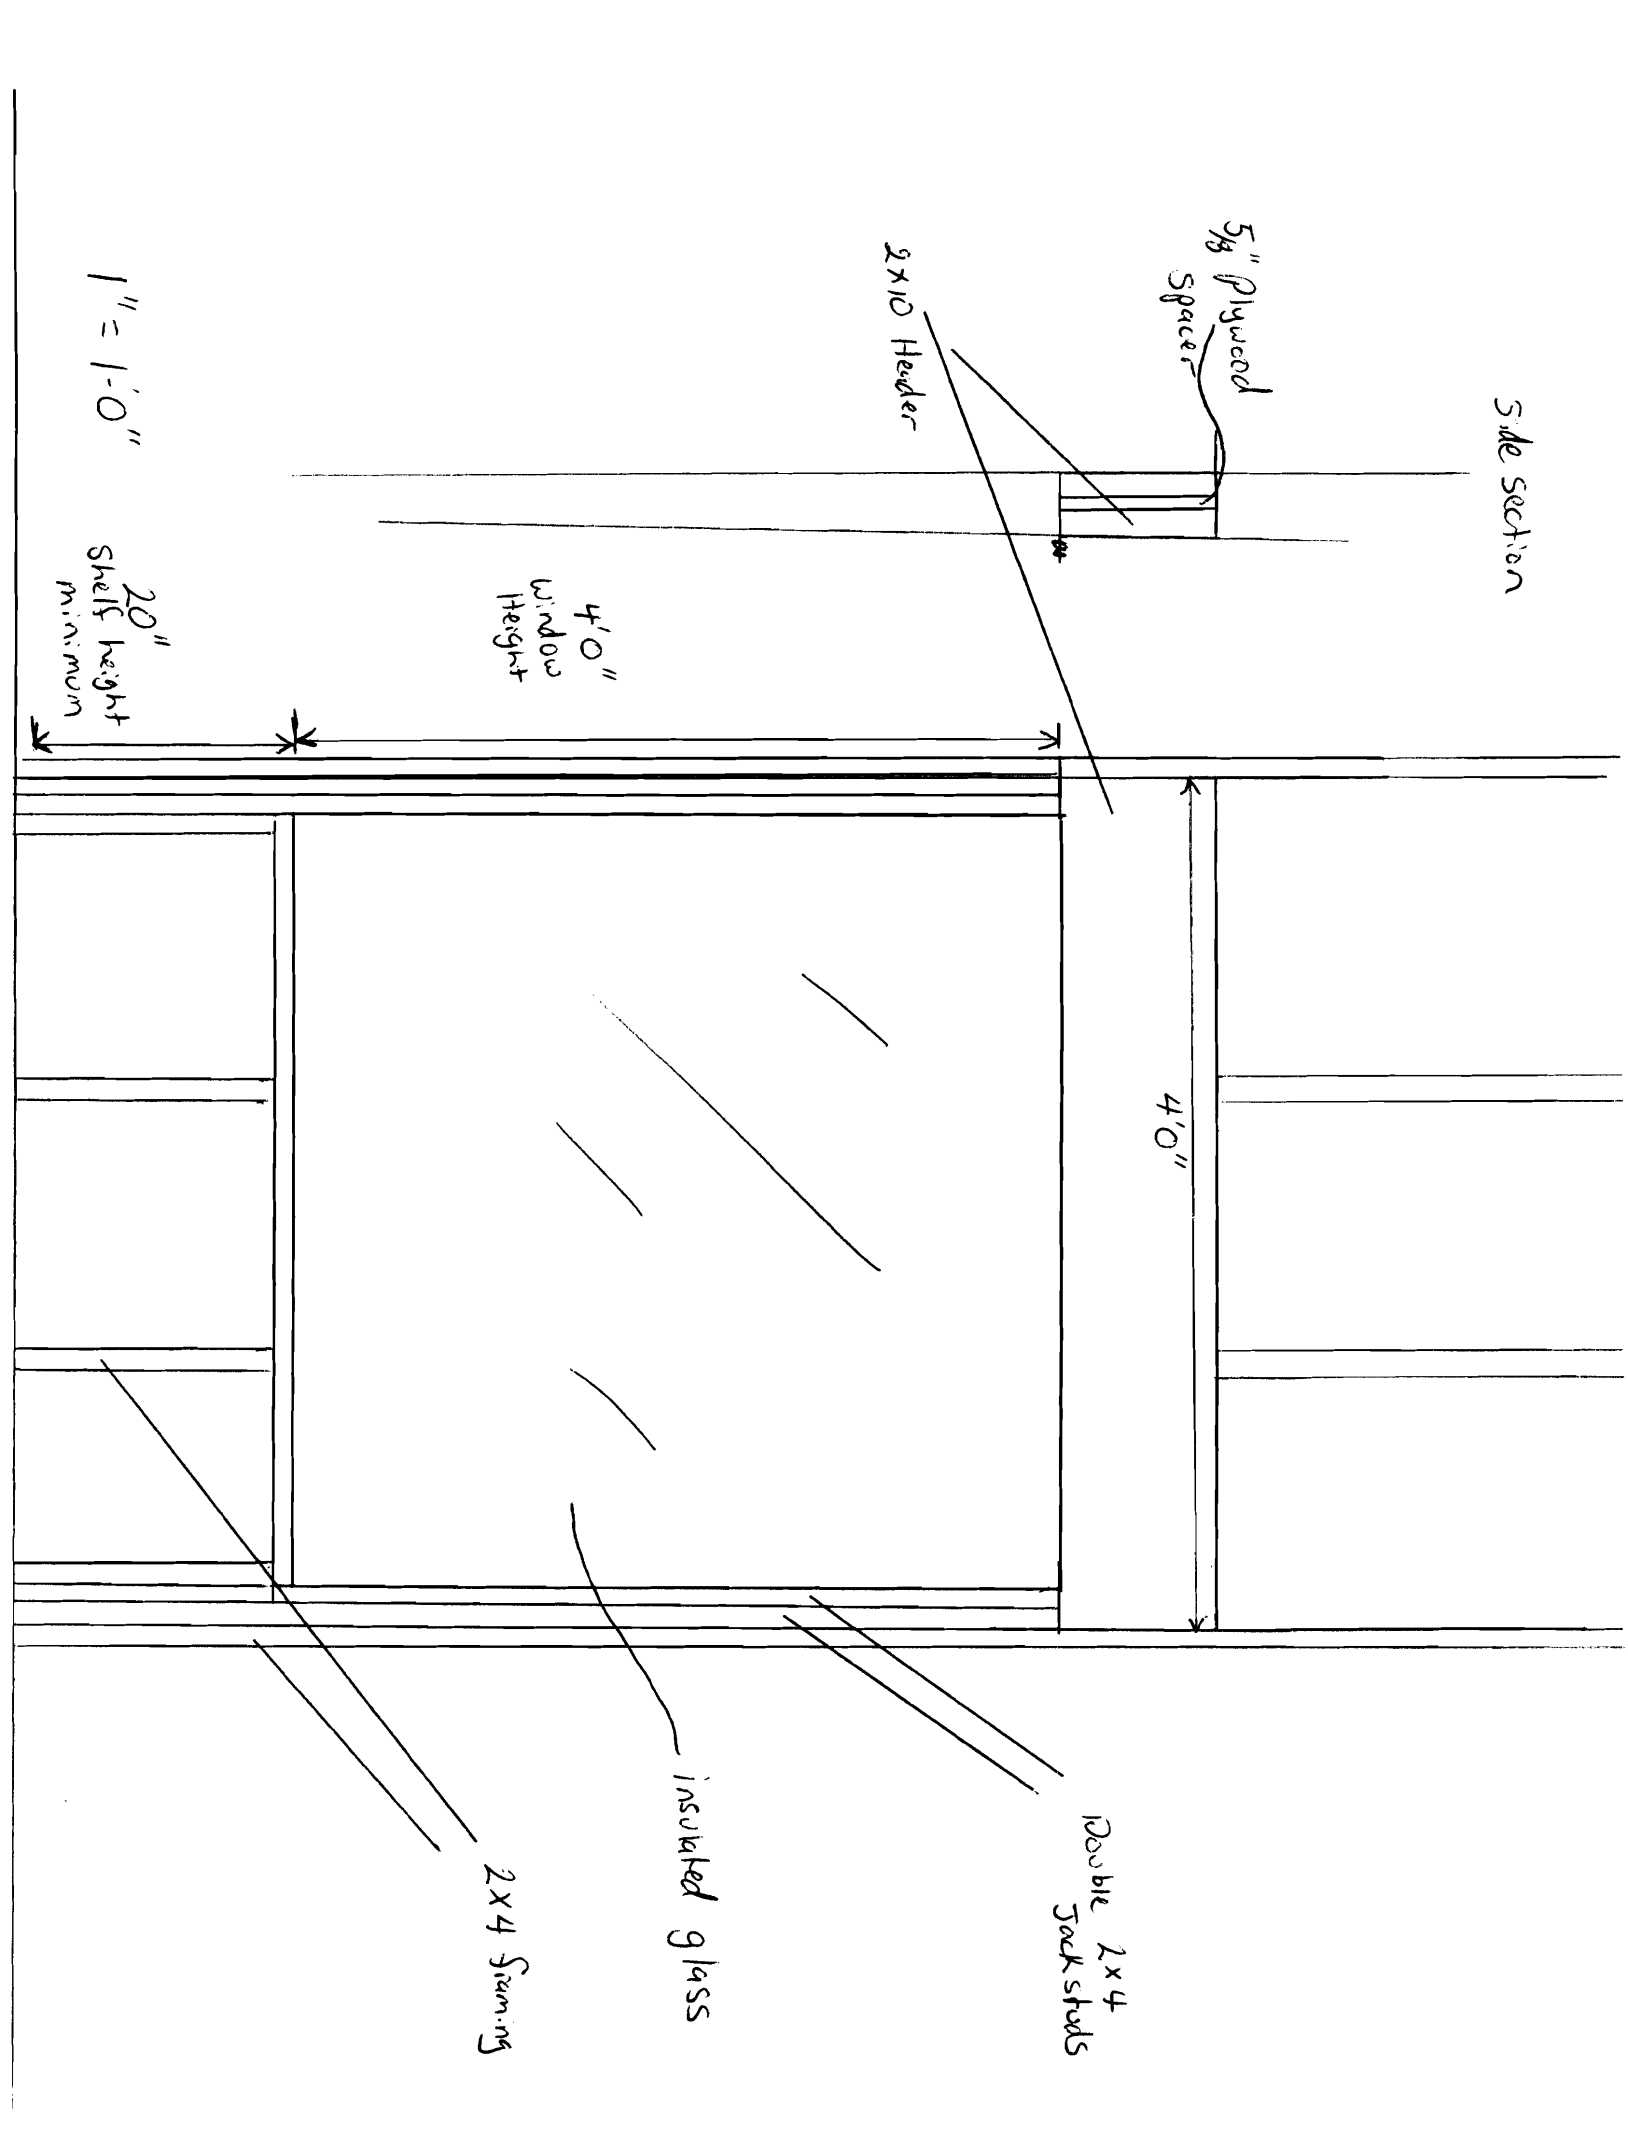 Side section
5/8" Plywood
Spacer
2x10 Header
4'0"
4'0"
window
Height
Double 2x4
Jack studs
insulated glass
20"
Shelf height
minimum
2x4 framing
1" = 1'-0"